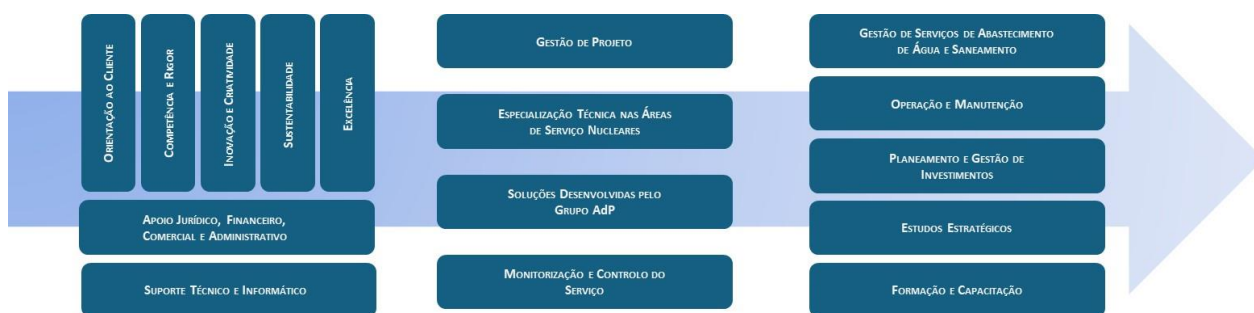 ORIENTAÇÃO AO CLIENTE
COMPETÊNCIA E RIGOR
INOVAÇÃO E CRIATIVIDADE
SUSTENTABILIDADE
EXCELÊNCIA
APOIO JURÍDICO, FINANCEIRO,
COMERCIAL E ADMINISTRATIVO
SUPORTE TÉCNICO E INFORMÁTICO
GESTÃO DE PROJETO
ESPECIALIZAÇÃO TÉCNICA NAS ÁREAS
DE SERVIÇO NUCLEARES
SOLUÇÕES DESENVOLVIDAS PELO
GRUPO AdP
MONITORIZAÇÃO E CONTROLO DO
SERVIÇO
GESTÃO DE SERVIÇOS DE ABASTECIMENTO
DE ÁGUA E SANEAMENTO
OPERAÇÃO E MANUTENÇÃO
PLANEAMENTO E GESTÃO DE
INVESTIMENTOS
ESTUDOS ESTRATÉGICOS
FORMAÇÃO E CAPACITAÇÃO